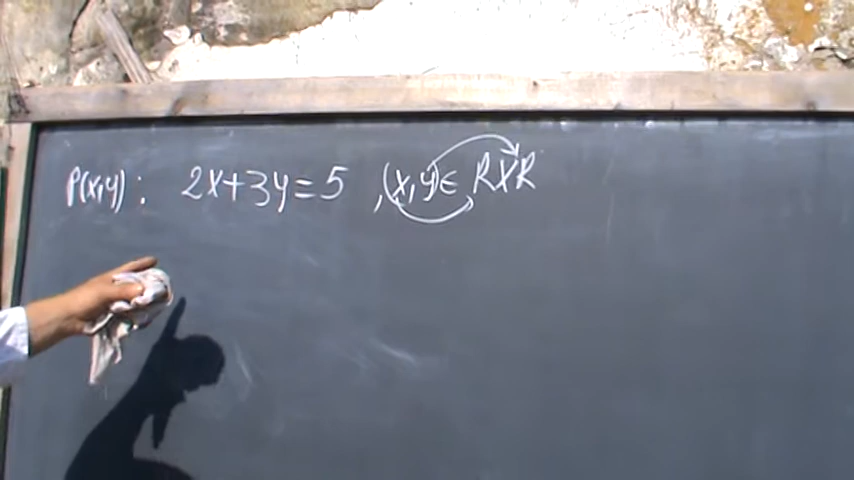 P(x,y) : 2x+3y=5 ,(x,y)∈ RXR